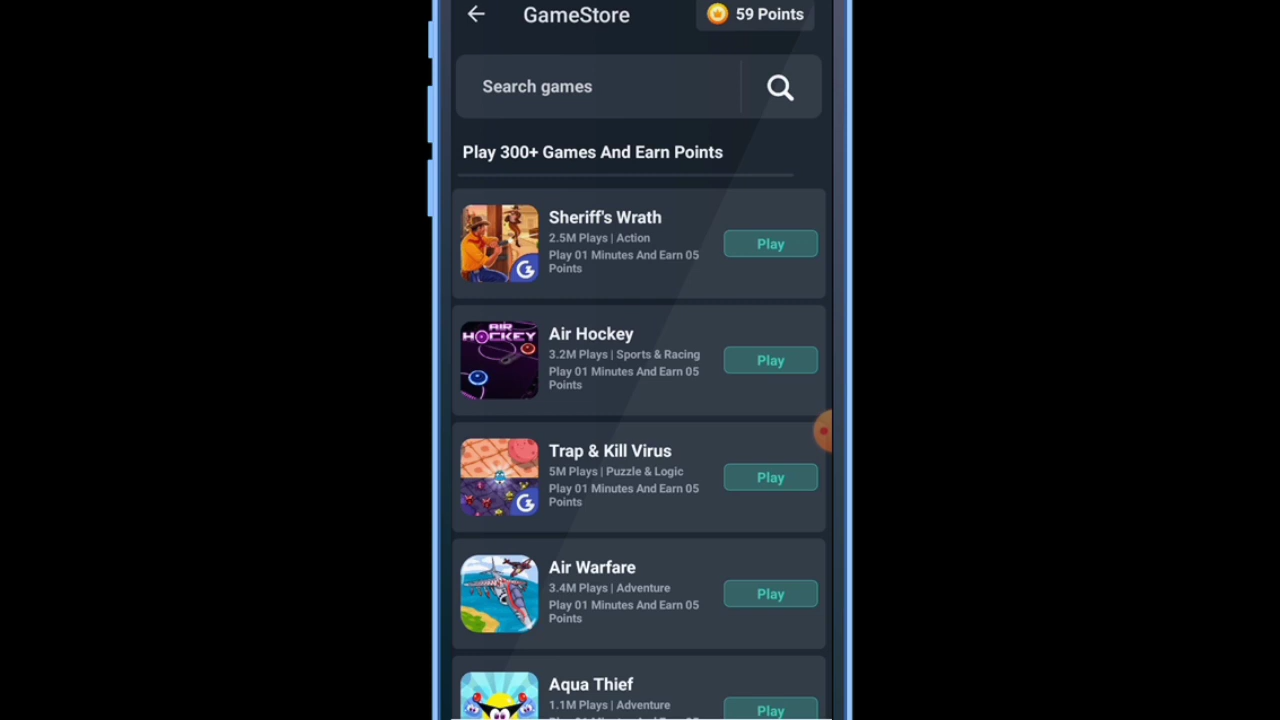 GameStore
59 Points
Search games
Play 300+ Games And Earn Points
Sheriff's Wrath
2.5M Plays | Action
Play 01 Minutes And Earn 05
Points
Play
AIR
HOCKEY
Air Hockey
3.2M Plays | Sports & Racing
Play 01 Minutes And Earn 05
Points
Play
Trap & Kill Virus
5M Plays | Puzzle & Logic
Play 01 Minutes And Earn 05
Points
Play
Air Warfare
3.4M Plays | Adventure
Play 01 Minutes And Earn 05
Points
Play
Aqua Thief
1.1M Plays | Adventure
Play